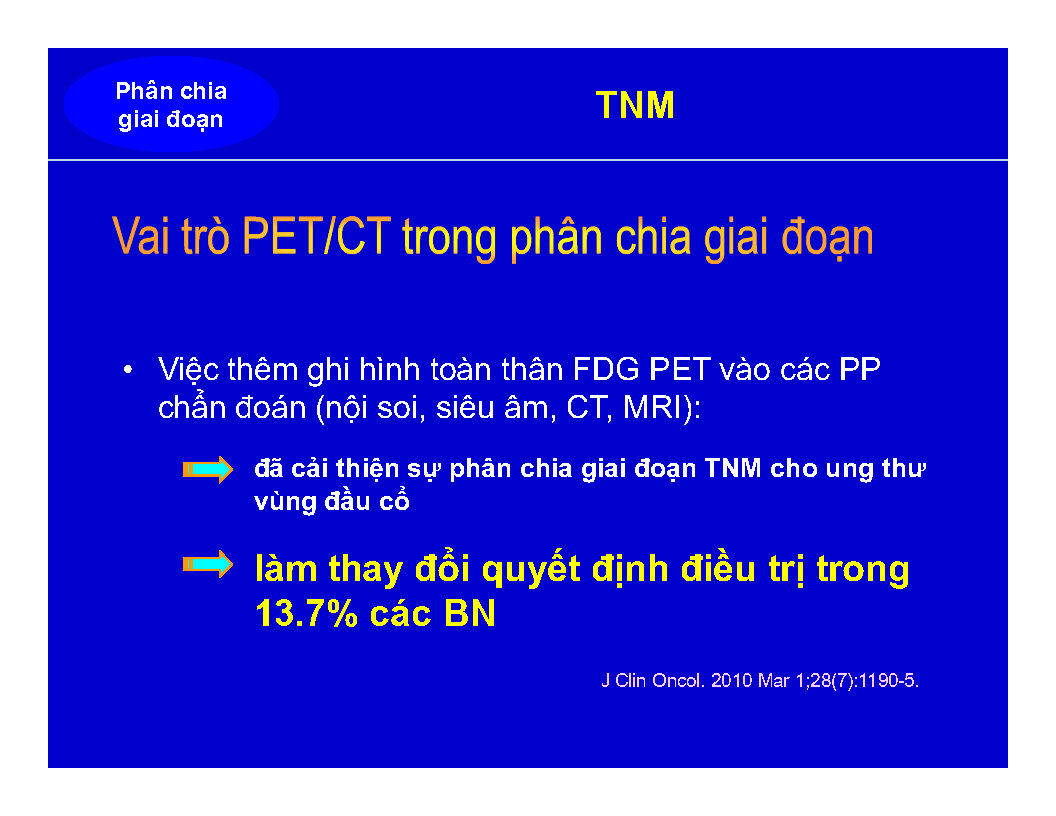 Phân chia
giai đoạn
TNM
Vai trò PET/CT trong phân chia giai đoạn
• Việc thêm ghi hình toàn thân FDG PET vào các PP
chẩn đoán (nội soi, siêu âm, CT, MRI):
đã cải thiện sự phân chia giai đoạn TNM cho ung thư
vùng đầu cổ
làm thay đổi quyết định điều trị trong
13.7% các BN
J Clin Oncol. 2010 Mar 1;28(7):1190-5.